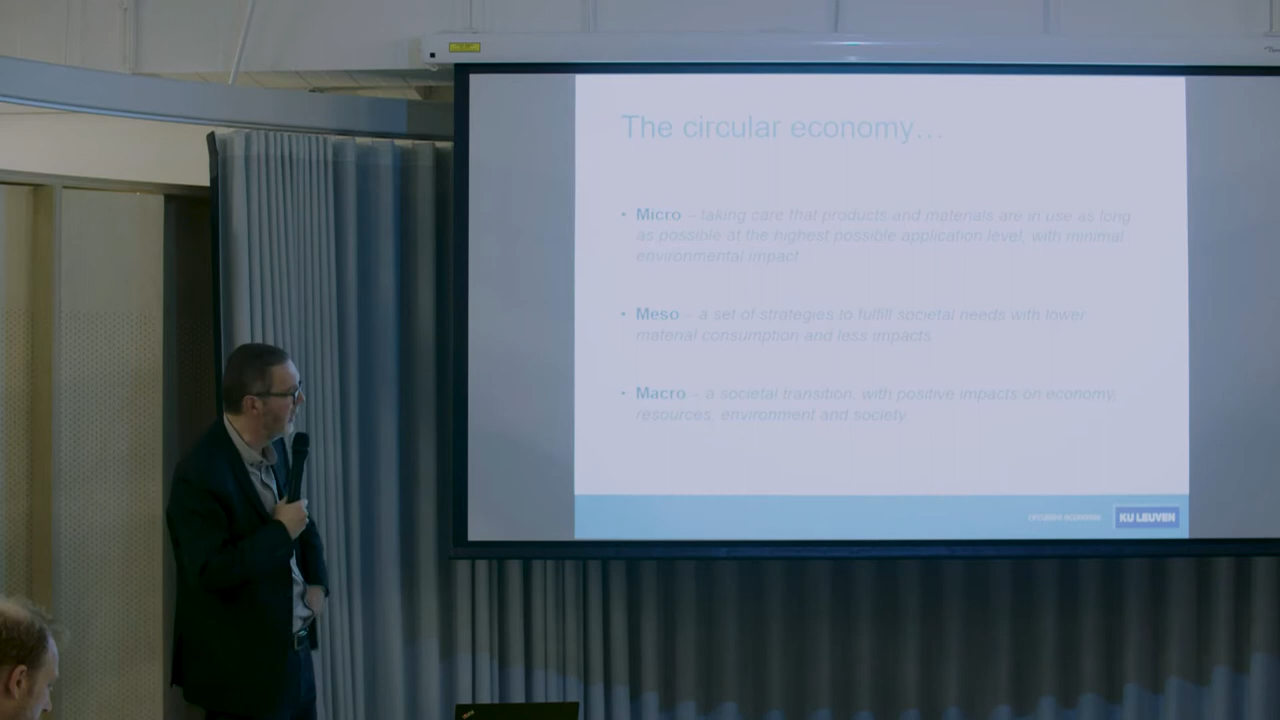 The circular economy…
• Micro – taking care that products and materials are in use as long
as possible at the highest possible application level, with minimal
environmental impact
• Meso – a set of strategies to fulfill societal needs with lower
material consumption and less impacts
• Macro – a societal transition, with positive impacts on economy,
resources, environment and society
KU LEUVEN